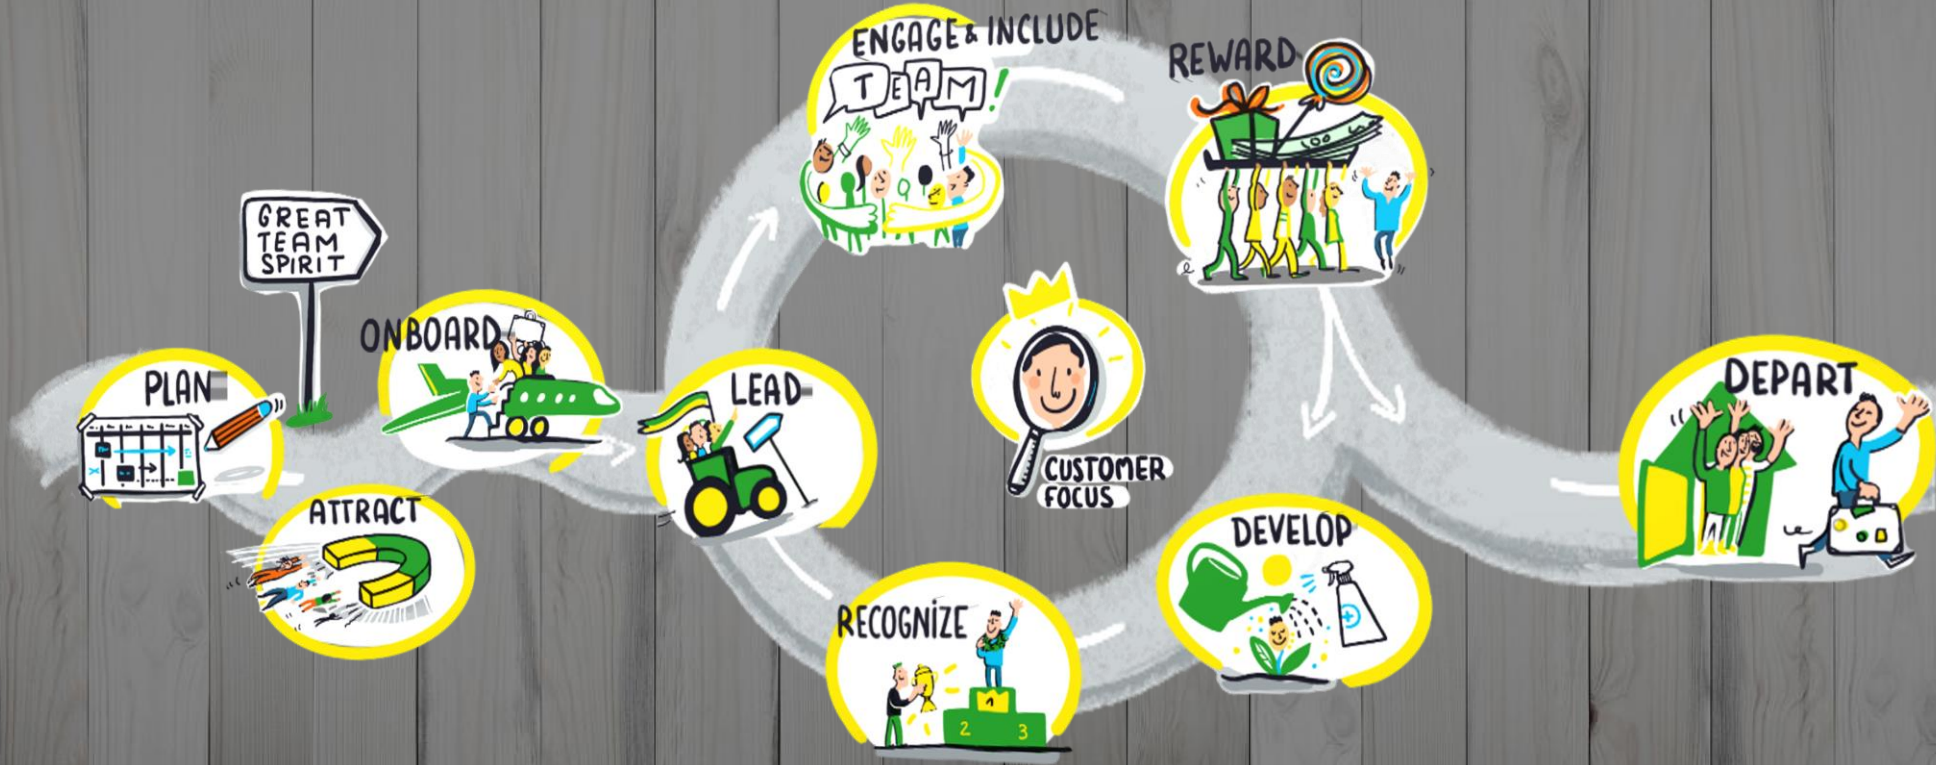 GREAT
TEAM
SPIRIT
PLAN
ATTRACT
ONBOARD
LEAD
ENGAGE & INCLUDE
TEAM!
REWARD
CUSTOMER
FOCUS
RECOGNIZE
1
2 3
DEVELOP
DEPART